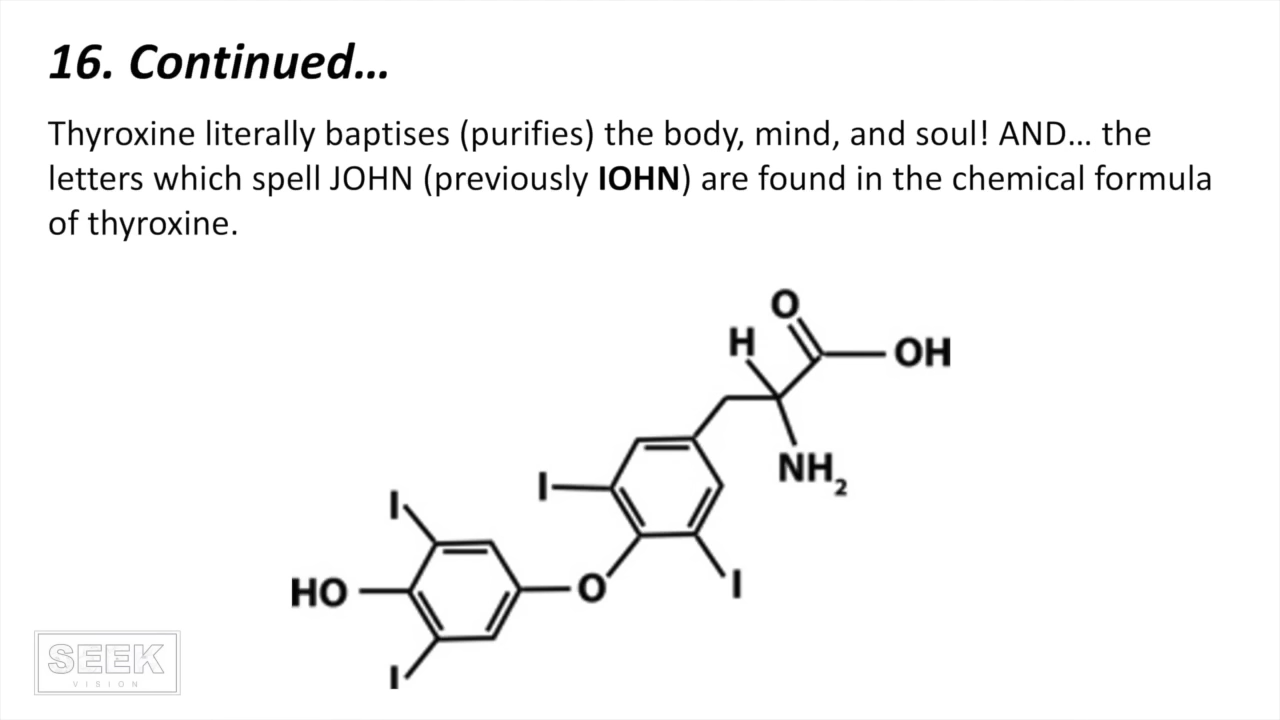 16. Continued...
Thyroxine literally baptises (purifies) the body, mind, and soul! AND... the
letters which spell JOHN (previously IOHN) are found in the chemical formula
of thyroxine.
O
H
OH
NH₂
I
I
HO
O
I
I
SEEK
VISION